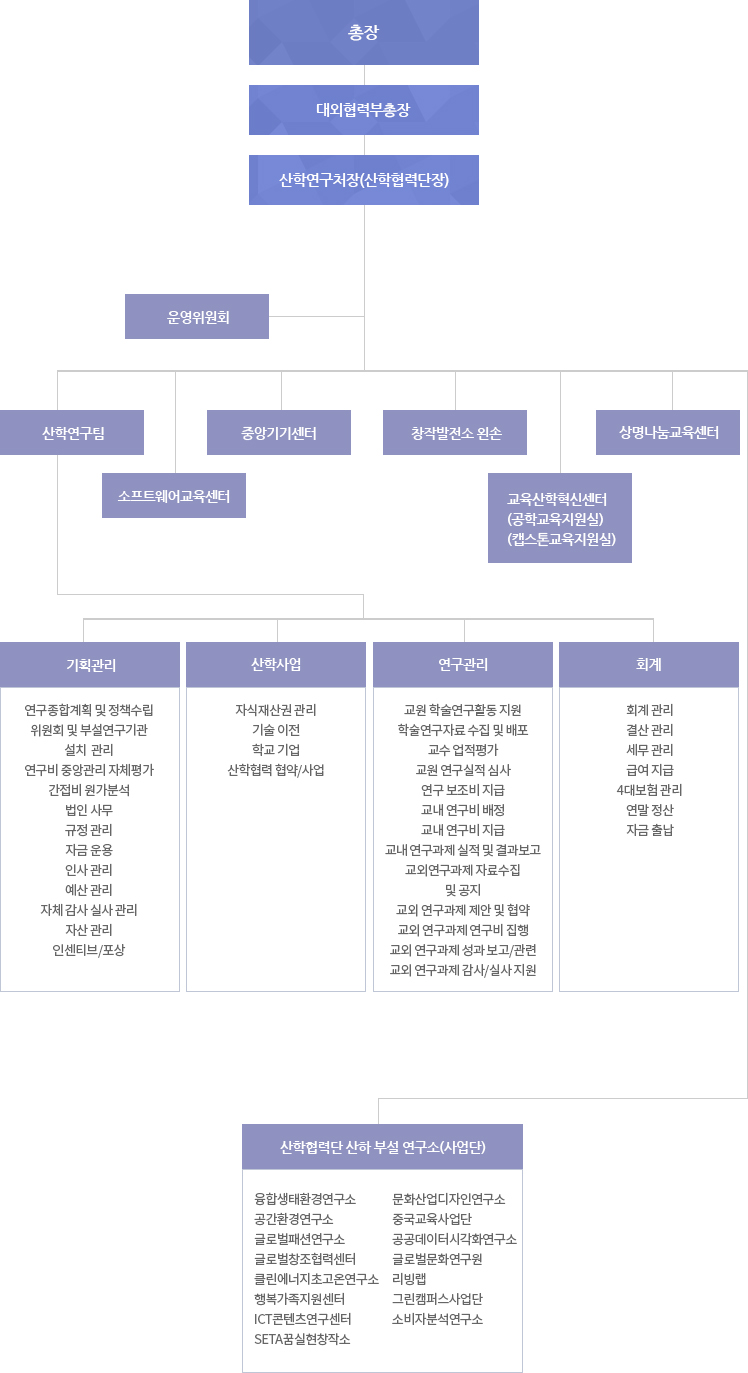 총장
대외협력부총장
산학연구처장(산학협력단장)
운영위원회
산학연구팀
중앙기기센터
창작발전소 왼손
상명나눔교육센터
소프트웨어교육센터
교육산학혁신센터
(공학교육지원실)
(캡스톤교육지원실)
기획관리
연구종합계획 및 정책수립
위원회 및 부설연구기관
설치 관리
연구비 중앙관리 자체평가
간접비 원가분석
법인 사무
규정 관리
자금 운용
인사 관리
예산 관리
자체 감사 실사 관리
자산 관리
인센티브/포상
산학사업
자식재산권 관리
기술 이전
학교 기업
산학협력 협약/사업
연구관리
교원 학술연구활동 지원
학술연구자료 수집 및 배포
교수 업적평가
교원 연구실적 심사
연구 보조비 지급
교내 연구비 배정
교내 연구비 지급
교내 연구과제 실적 및 결과보고
교외연구과제 자료수집
및 공지
교외 연구과제 제안 및 협약
교외 연구과제 연구비 집행
교외 연구과제 성과 보고/관련
교외 연구과제 감사/실사 지원
회계
회계 관리
결산 관리
세무 관리
급여 지급
4대보험 관리
연말 정산
자금 출납
산학협력단 산하 부설 연구소(사업단)
융합생태환경연구소
공간환경연구소
글로벌패션연구소
글로벌창조협력센터
클린에너지초고온연구소
행복가족지원센터
ICT콘텐츠연구센터
SETA꿈실현창작소
문화산업디자인연구소
중국교육사업단
공공데이터시각화연구소
글로벌문화연구원
리빙랩
그린캠퍼스사업단
소비자분석연구소